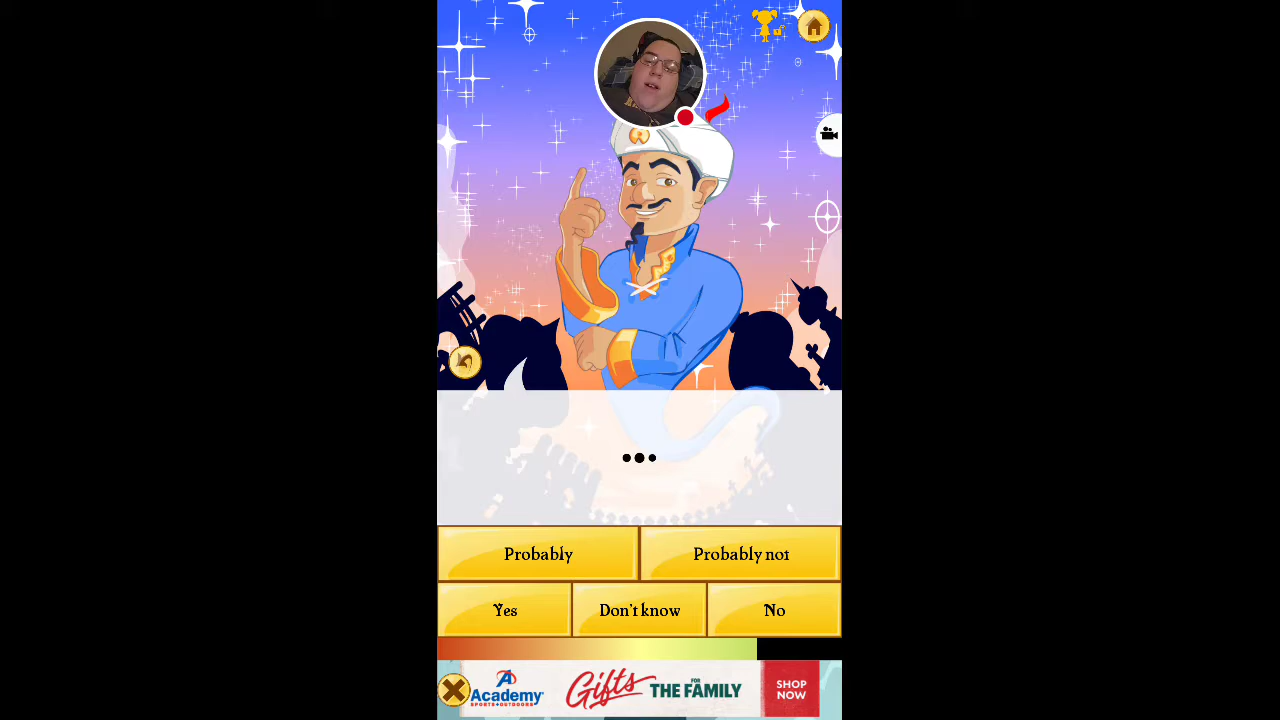 Probably
Probably not
Yes
Don't know
No
Academy
SPORTS+OUTDOORS
Gifts FOR THE FAMILY
SHOP NOW